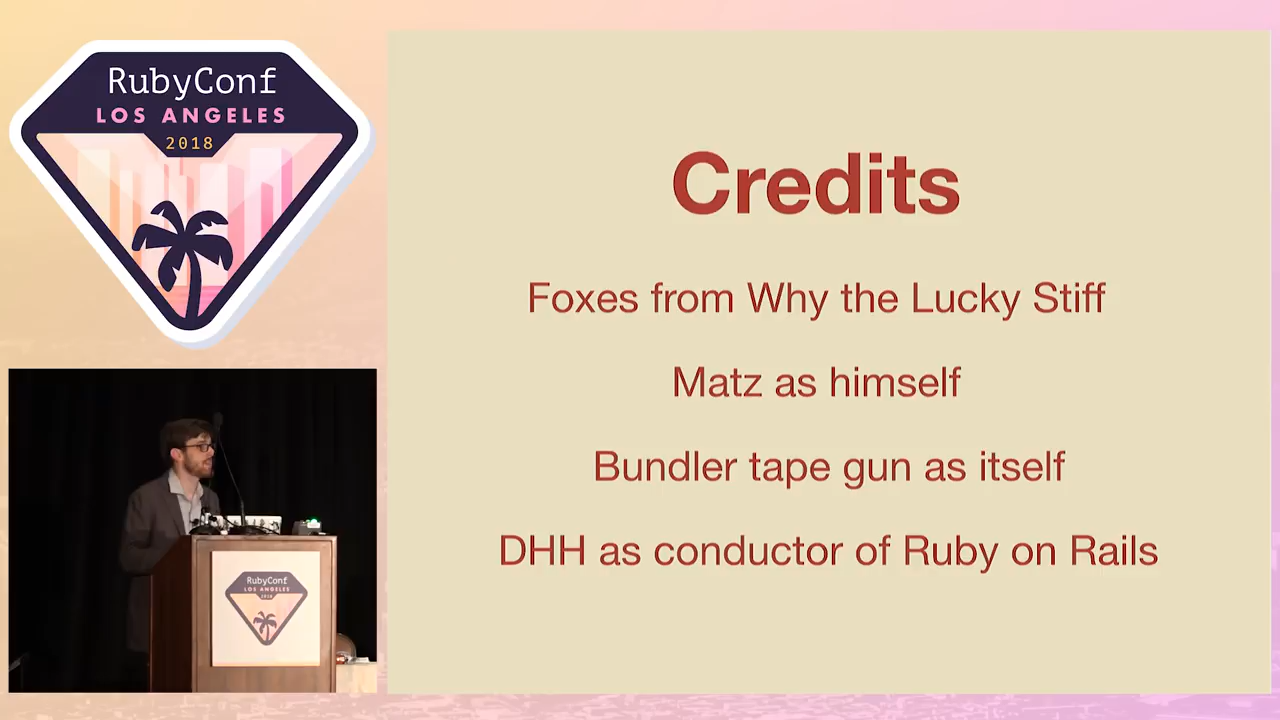 RubyConf
LOS ANGELES
2018
Credits
Foxes from Why the Lucky Stiff
Matz as himself
Bundler tape gun as itself
DHH as conductor of Ruby on Rails
RubyConf
LOS ANGELES
2018